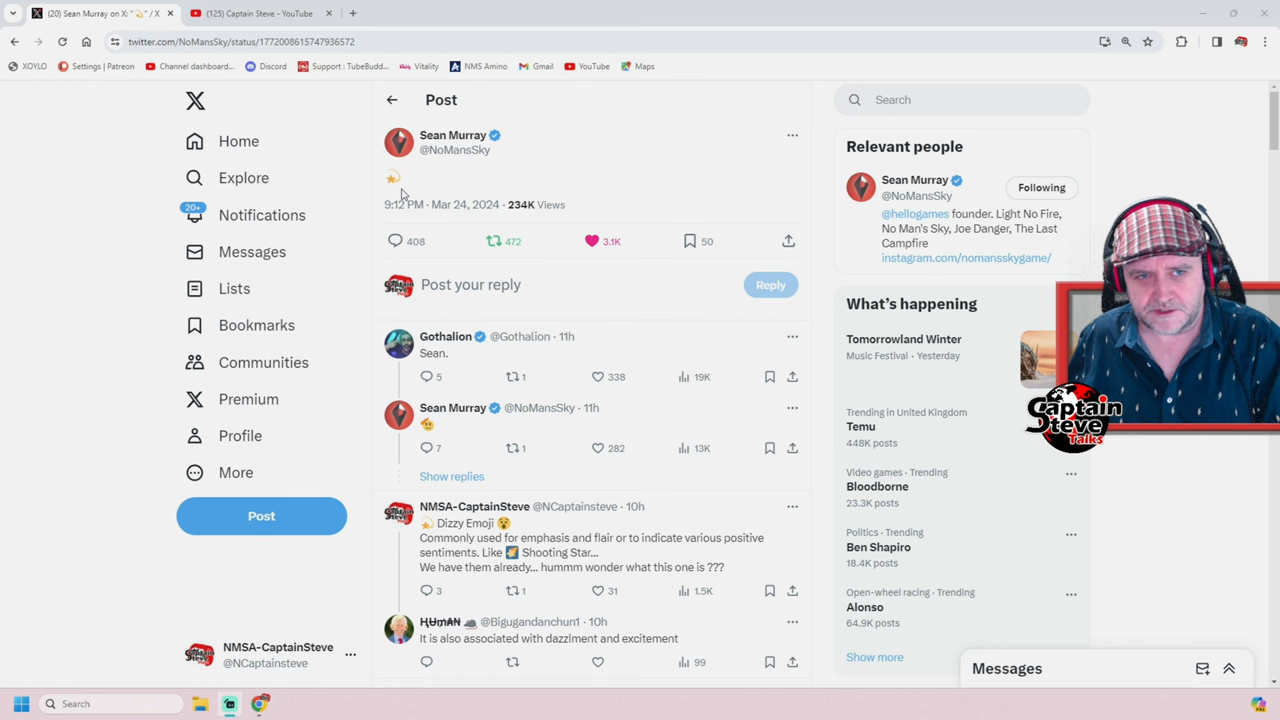 (20) Sean Murray on X: "💫" / X
(125) Captain Steve - YouTube
twitter.com/NoMansSky/status/1772008615747936572
XOYLO
Settings | Patreon
Channel dashboard...
Discord
Support : TubeBudd...
Vitality
NMS Amino
Gmail
YouTube
Maps
Home
Explore
20+
Notifications
Messages
Lists
Bookmarks
Communities
Premium
Profile
More
Post
NMSA-CaptainSteve
@NCaptainsteve
Post
Sean Murray
@NoMansSky
💫
9:12 PM · Mar 24, 2024 · 234K Views
408 472 3.1K 50
Post your reply
Reply
Gothalion @Gothalion · 11h
Sean.
5 1 338 19K
Sean Murray @NoMansSky · 11h
🫡
7 1 282 13K
Show replies
NMSA-CaptainSteve @NCaptainsteve · 10h
💫 Dizzy Emoji 😮
Commonly used for emphasis and flair or to indicate various positive
sentiments. Like 🌠 Shooting Star...
We have them already... hummm wonder what this one is ???
3 1 31 1.5K
@Bigugandanchun1 · 10h
It is also associated with dazzlment and excitement
99
Search
Relevant people
Sean Murray
@NoMansSky
Following
@hellogames founder. Light No Fire,
No Man's Sky, Joe Danger, The Last
Campfire
instagram.com/nomansskygame/
What's happening
Tomorrowland Winter
Music Festival · Yesterday
Trending in United Kingdom
Temu
448K posts
Video games · Trending
Bloodborne
23.3K posts
Politics · Trending
Ben Shapiro
18.4K posts
Open-wheel racing · Trending
Alonso
64.9K posts
Show more
Captain
Steve
Talks
Messages
Search